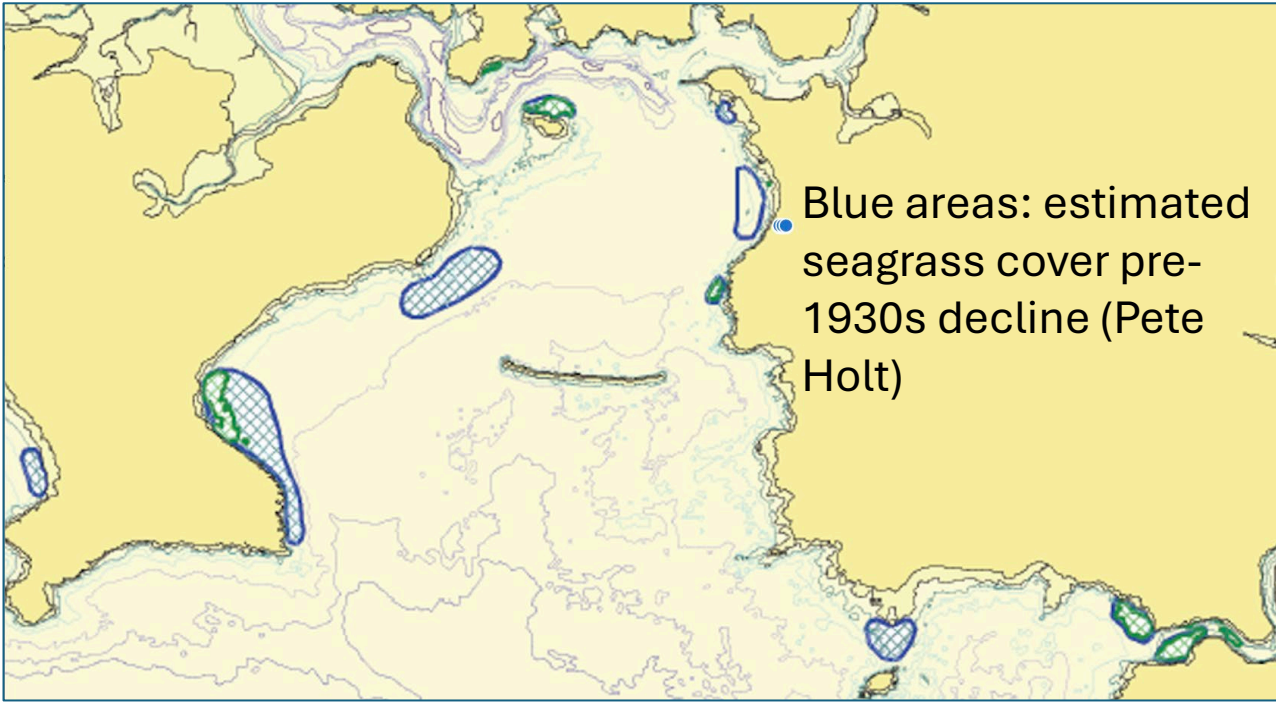 Blue areas: estimated
seagrass cover pre-
1930s decline (Pete
Holt)